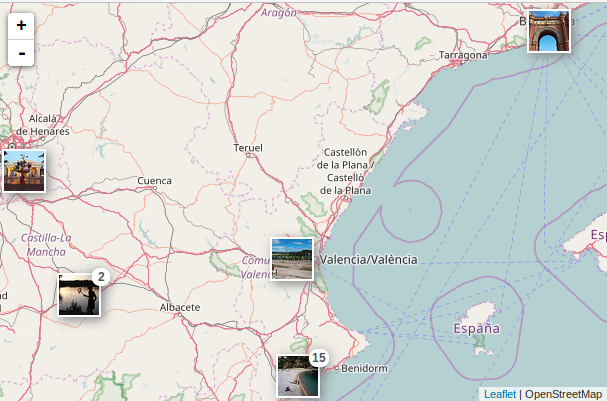 +
-
Aragón
B
Tarragona
Alcalá
de Henares
Teruel
Castellón
de la Plana /
Castelló
de la Plana
Cuenca
Castilla-La
Mancha
Comu
Valenc
Valencia/València
Es
2
Albacete
España
15
Benidorm
Leaflet | OpenStreetMap